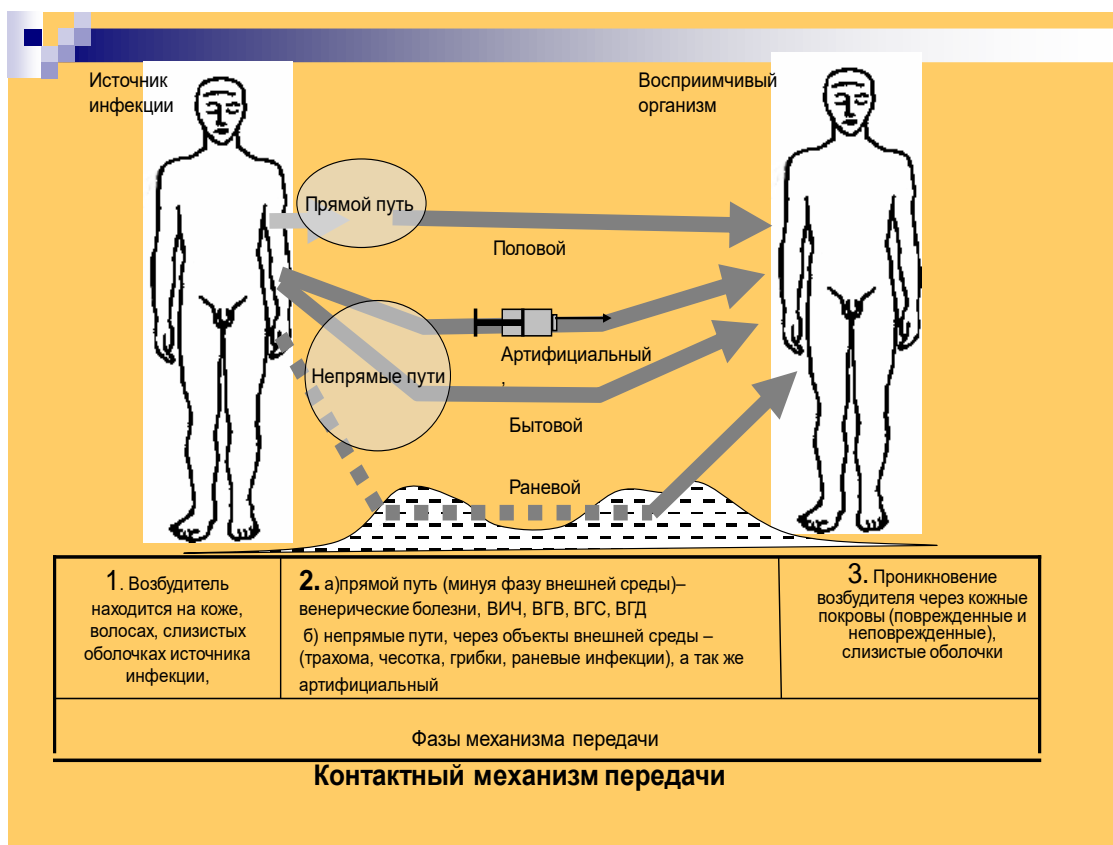 Источник
инфекции
Восприимчивый
организм
Прямой путь
Половой
Артифициальный
,
Непрямые пути
Бытовой
Раневой
1. Возбудитель
находится на коже,
волосах, слизистых
оболочках источника
инфекции,
2. а)прямой путь (минуя фазу внешней среды)–
венерические болезни, ВИЧ, ВГВ, ВГС, ВГД
б) непрямые пути, через объекты внешней среды –
(трахома, чесотка, грибки, раневые инфекции), а так же
артифициальный
3. Проникновение
возбудителя через кожные
покровы (поврежденные и
неповрежденные),
слизистые оболочки
Фазы механизма передачи
Контактный механизм передачи